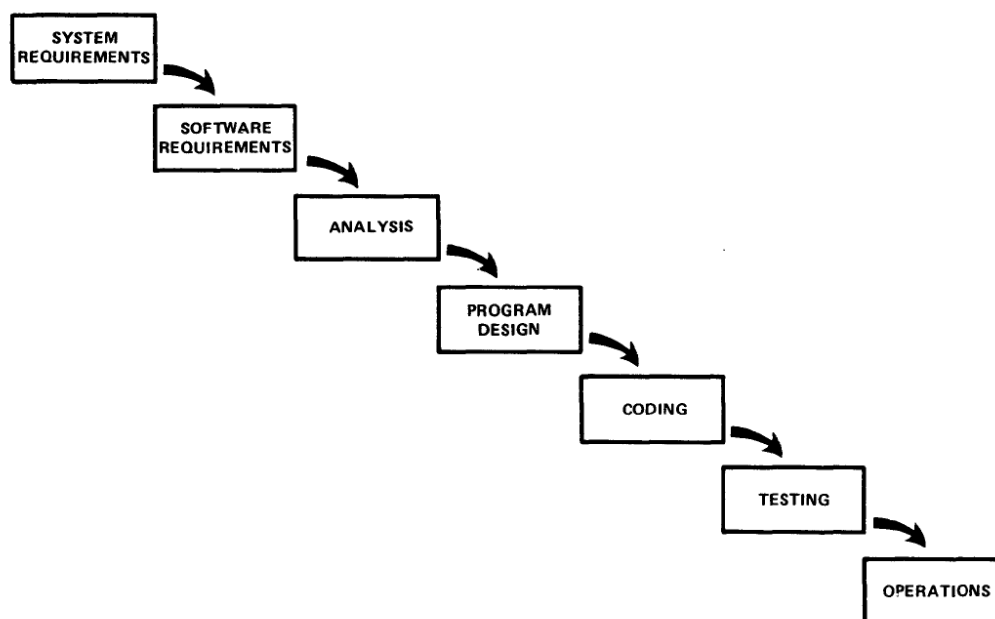 SYSTEM
REQUIREMENTS
SOFTWARE
REQUIREMENTS
ANALYSIS
PROGRAM
DESIGN
CODING
TESTING
OPERATIONS